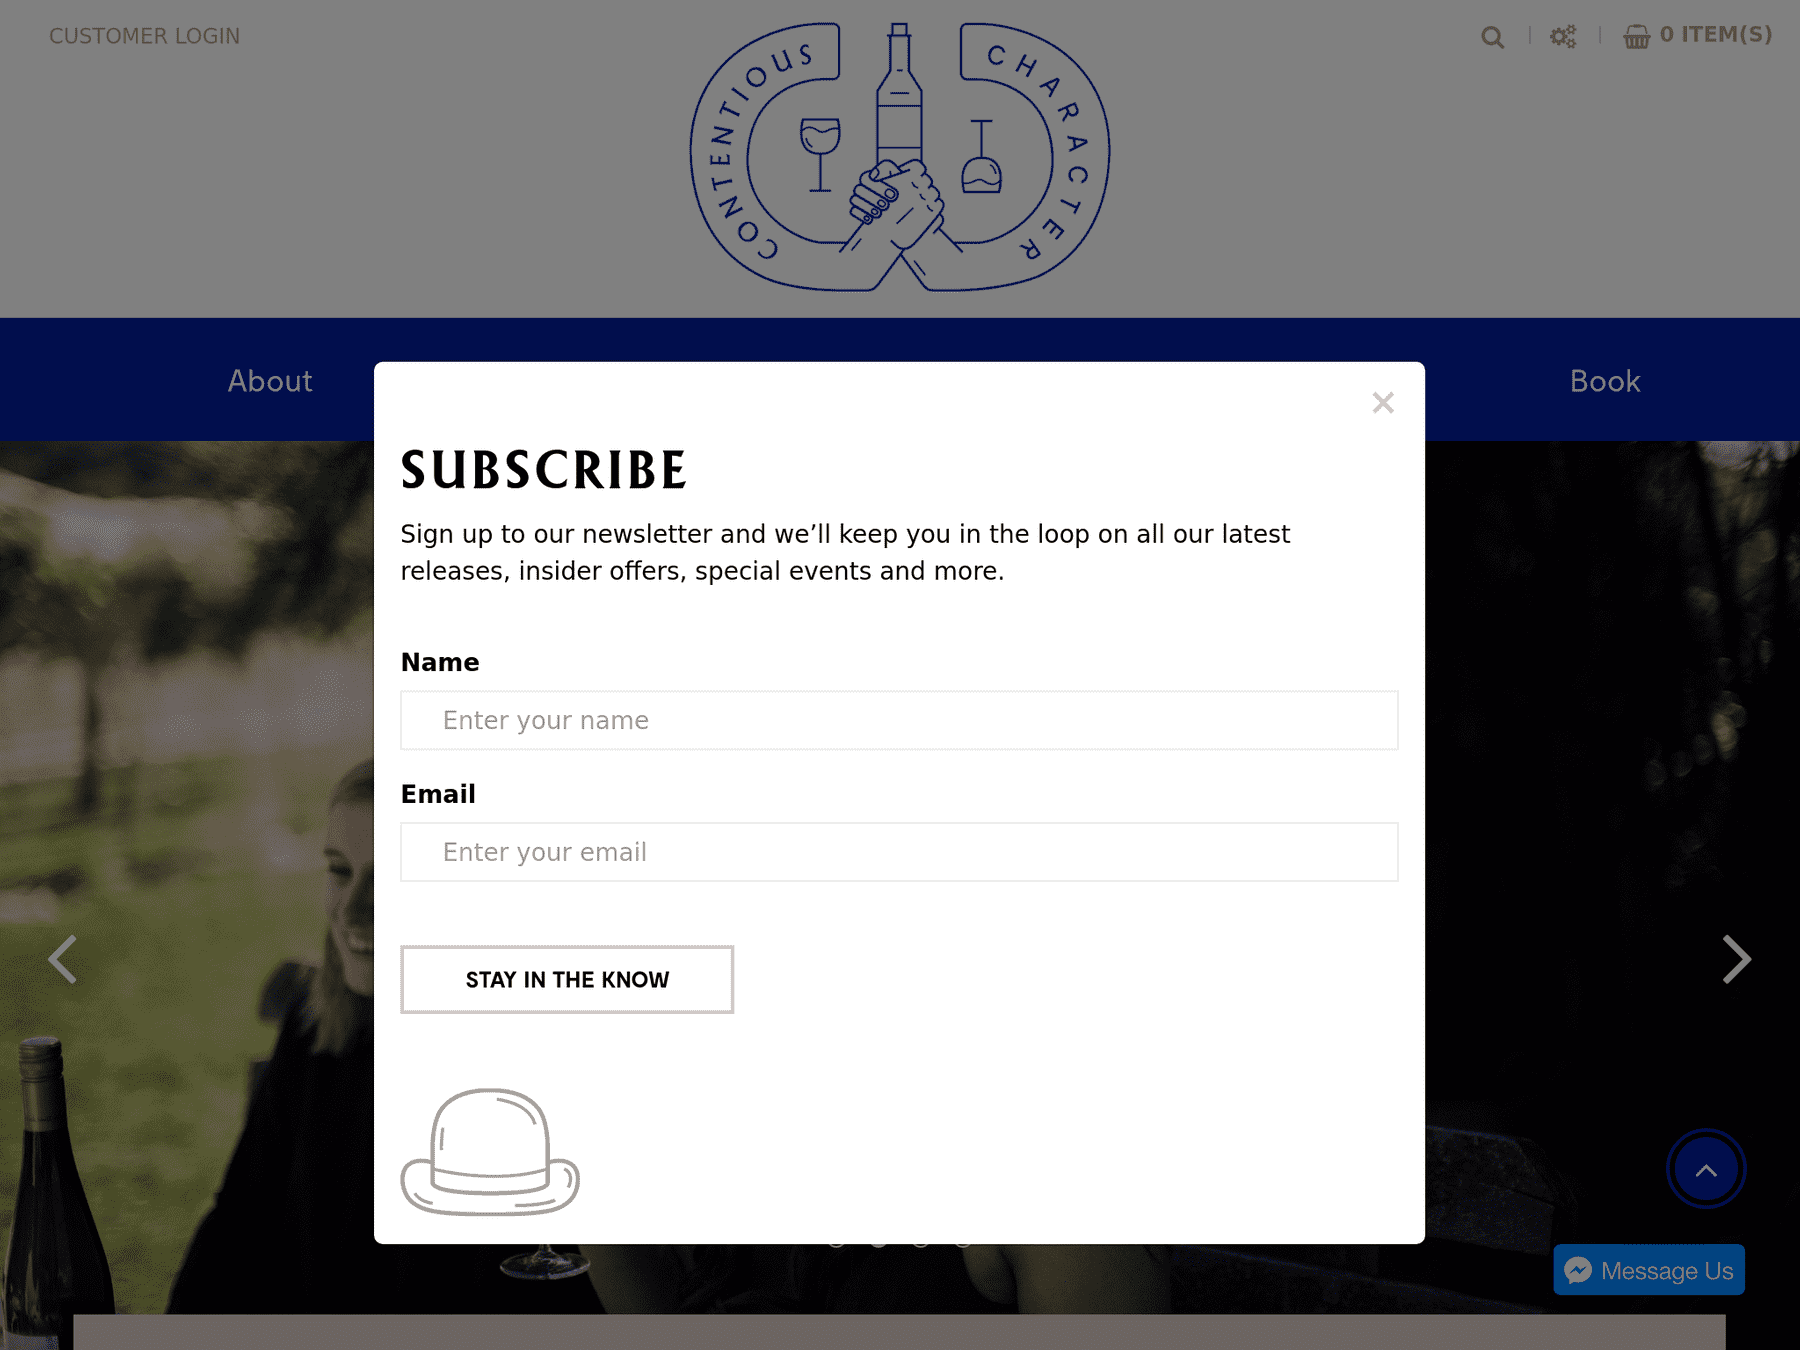 CUSTOMER LOGIN
CONTENTIOUS
CHARACTER
0 ITEM(S)
About
Book
SUBSCRIBE
Sign up to our newsletter and we’ll keep you in the loop on all our latest
releases, insider offers, special events and more.
Name
Enter your name
Email
Enter your email
STAY IN THE KNOW
Message Us